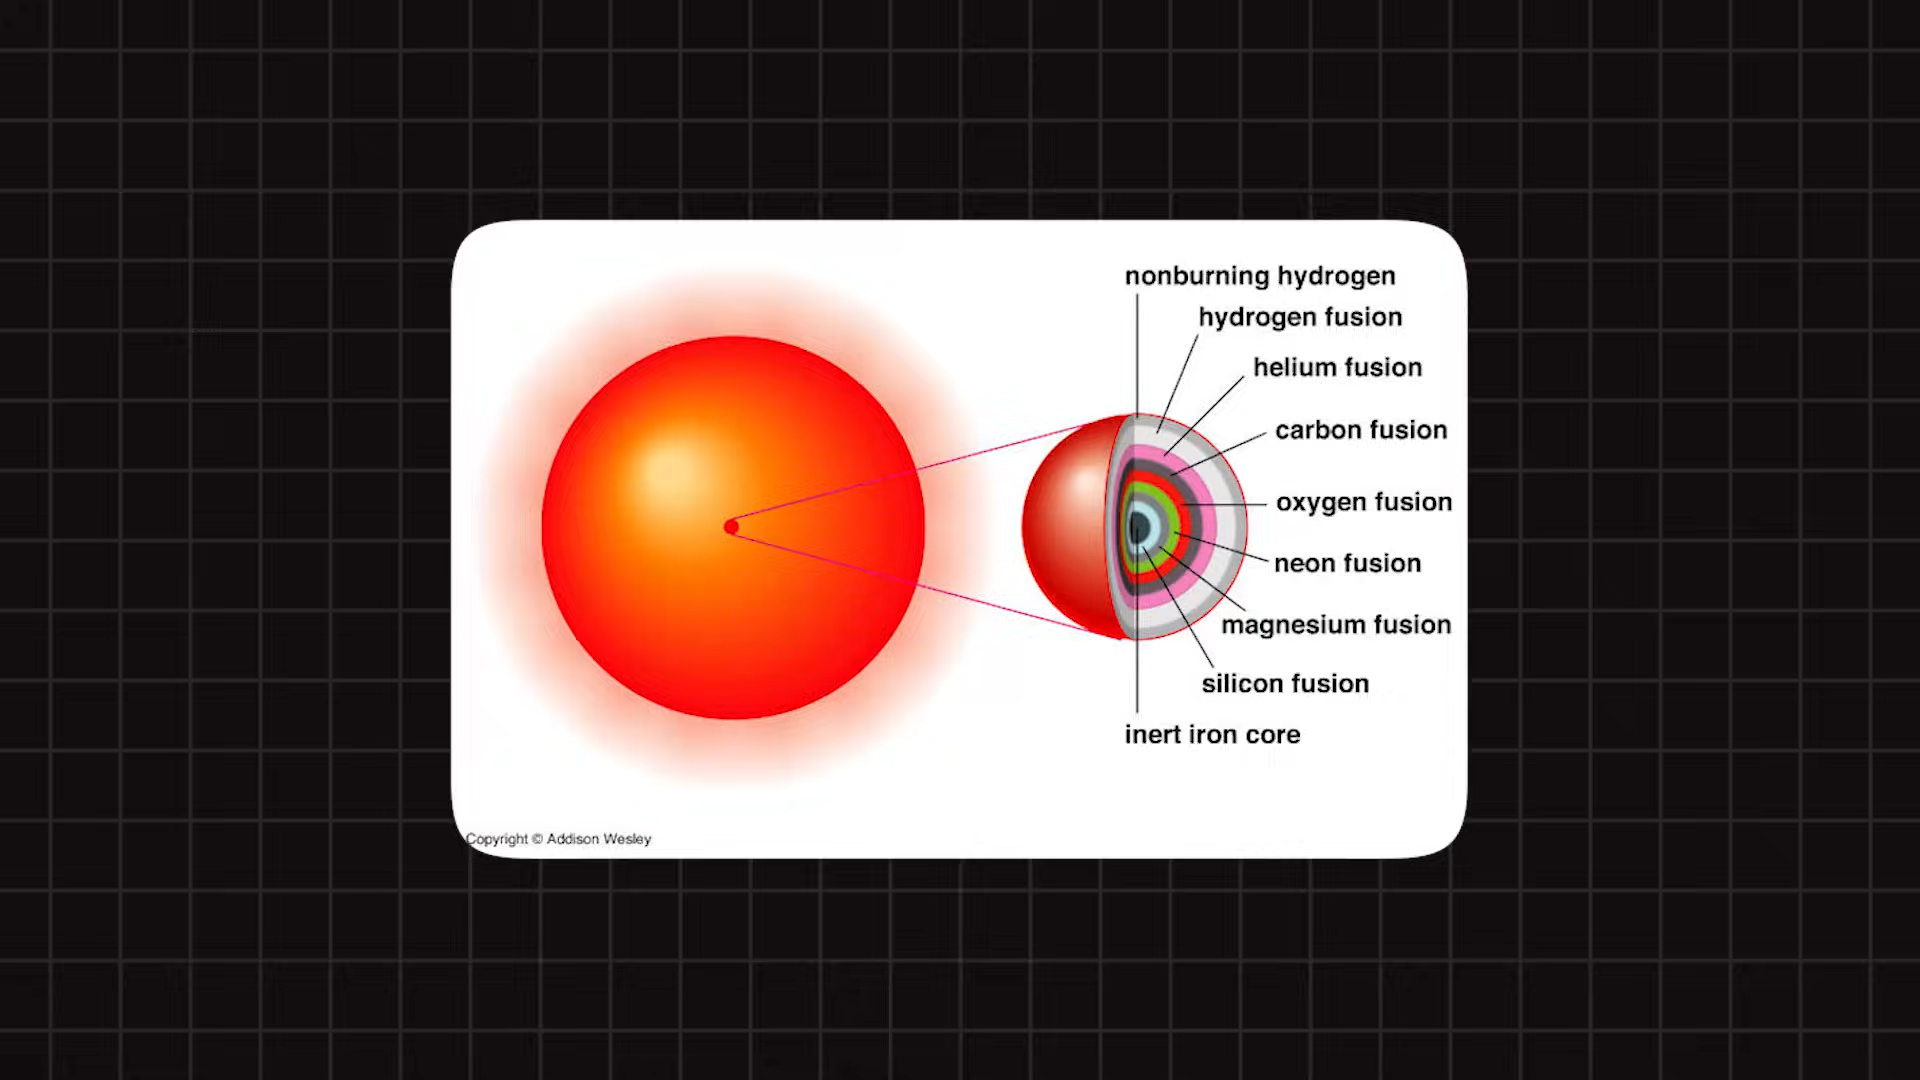 nonburning hydrogen
hydrogen fusion
helium fusion
carbon fusion
oxygen fusion
neon fusion
magnesium fusion
silicon fusion
inert iron core
Copyright © Addison Wesley